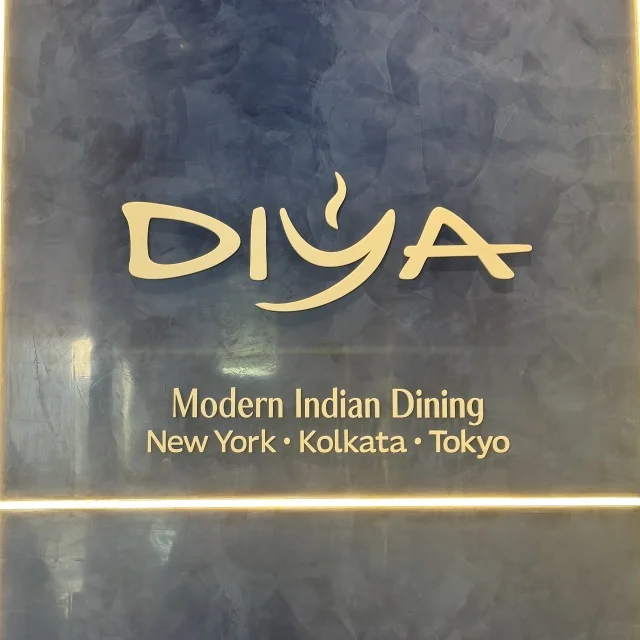 DIYA
Modern Indian Dining
New York • Kolkata • Tokyo